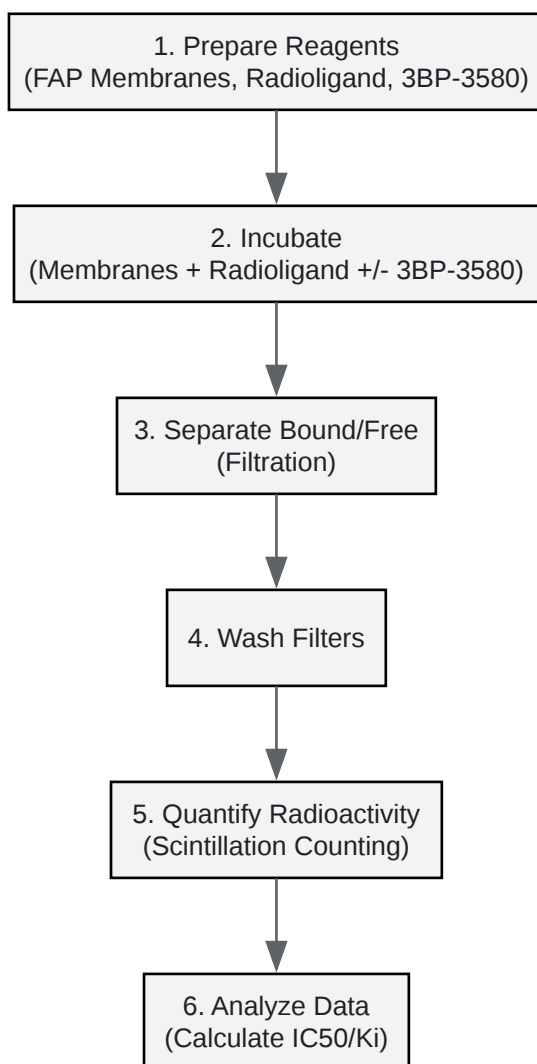 1. Prepare Reagents
(FAP Membranes, Radioligand, 3BP-3580)
2. Incubate
(Membranes + Radioligand +/- 3BP-3580)
3. Separate Bound/Free
(Filtration)
4. Wash Filters
5. Quantify Radioactivity
(Scintillation Counting)
6. Analyze Data
(Calculate IC50/Ki)